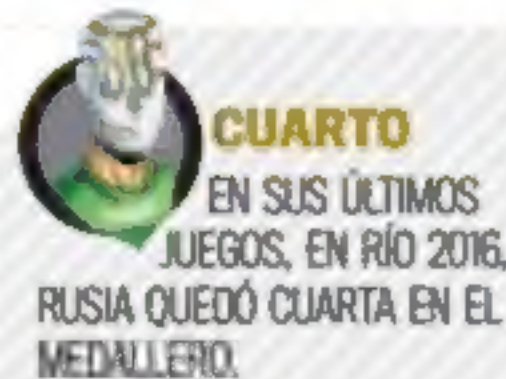 CUARTO
EN SUS ÚLTIMOS
JUEGOS, EN RÍO 2016,
RUSIA QUEDÓ CUARTA EN EL
MEDALLERO.